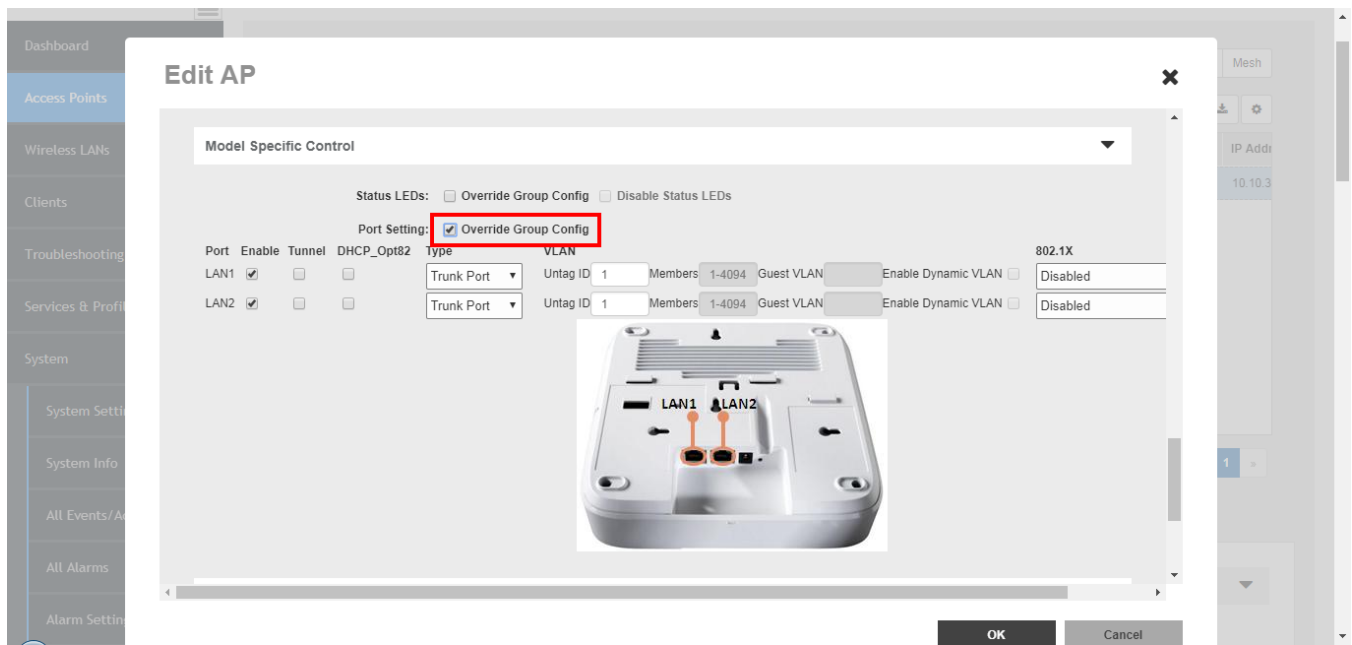 Dashboard
Access Points
Wireless LANs
Clients
Troubleshooting
Services & Profil
System
System Setti
System Info
All Events/A
All Alarms
Alarm Settin
Mesh
IP Addr
10.10.3
1 »
Edit AP
Model Specific Control
Status LEDs: Override Group Config Disable Status LEDs
Port Setting: Override Group Config
Port Enable Tunnel DHCP_Opt82 Type VLAN 802.1X
LAN1 Trunk Port Untag ID 1 Members 1-4094 Guest VLAN Enable Dynamic VLAN Disabled
LAN2 Trunk Port Untag ID 1 Members 1-4094 Guest VLAN Enable Dynamic VLAN Disabled
LAN1 LAN2
OK Cancel